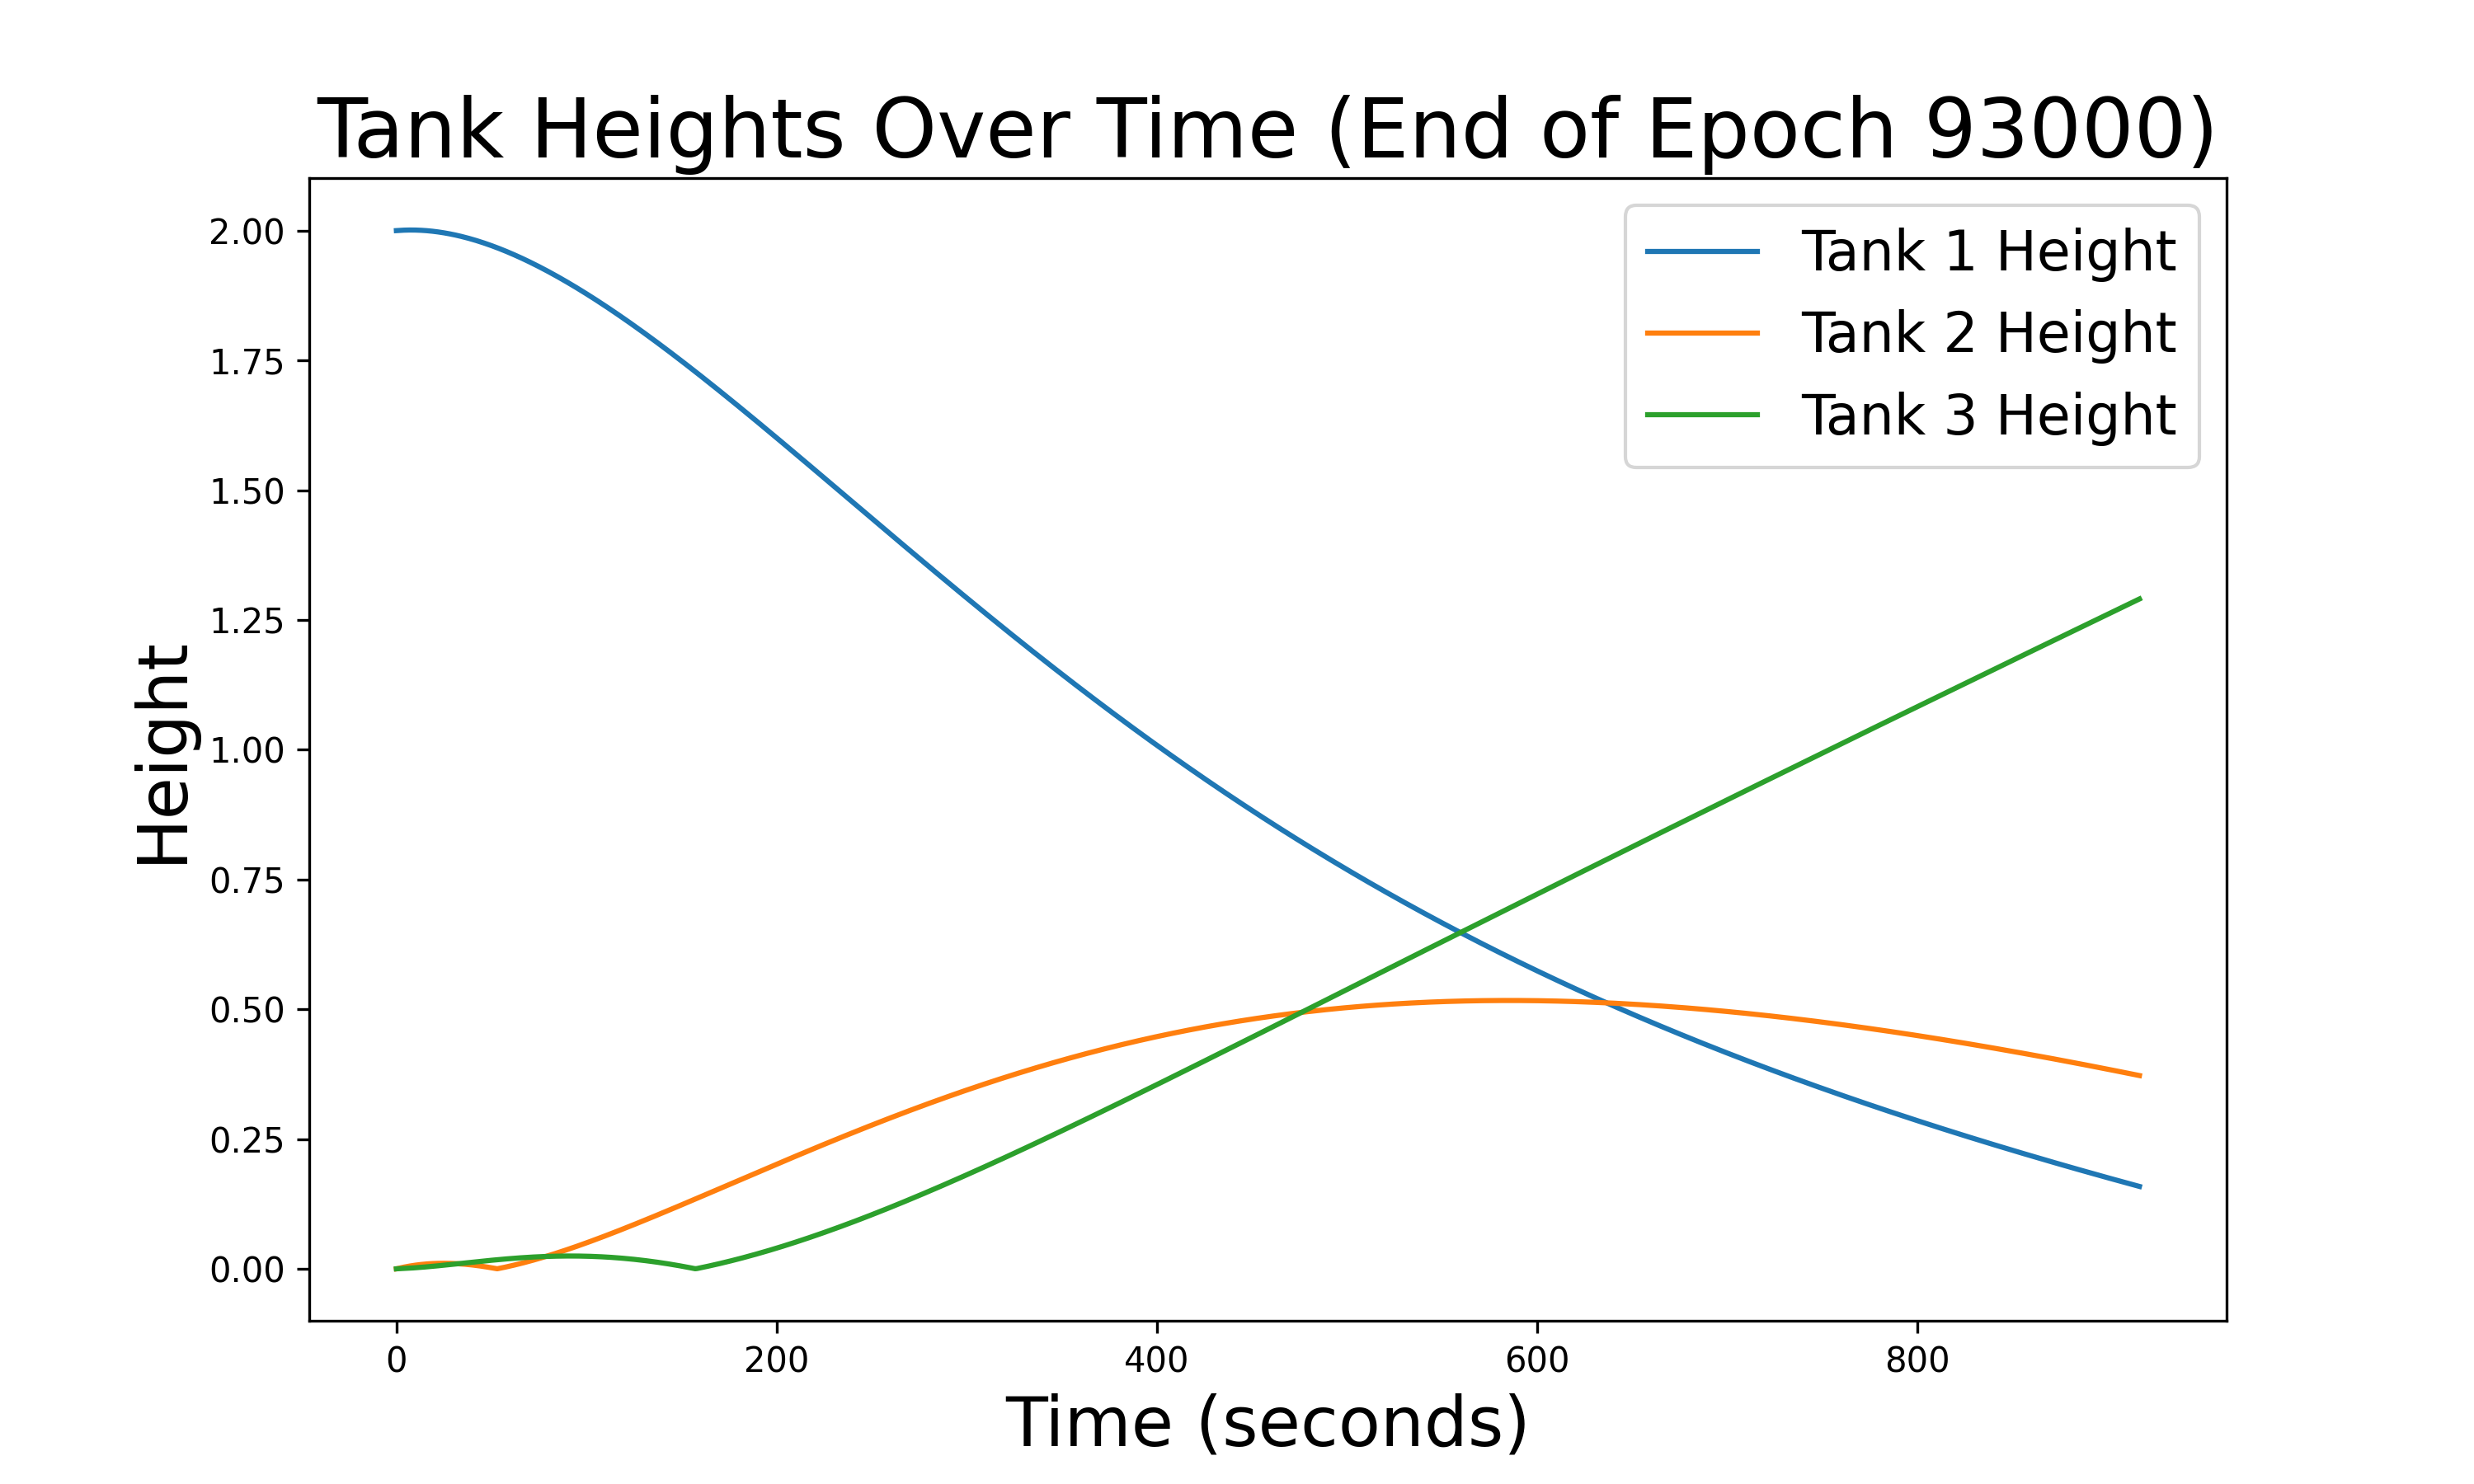 Tank Heights Over Time (End of Epoch 93000)
Tank 1 Height
Tank 2 Height
Tank 3 Height
Height
2.00
1.75
1.50
1.25
1.00
0.75
0.50
0.25
0.00
0 200 400 600 800
Time (seconds)